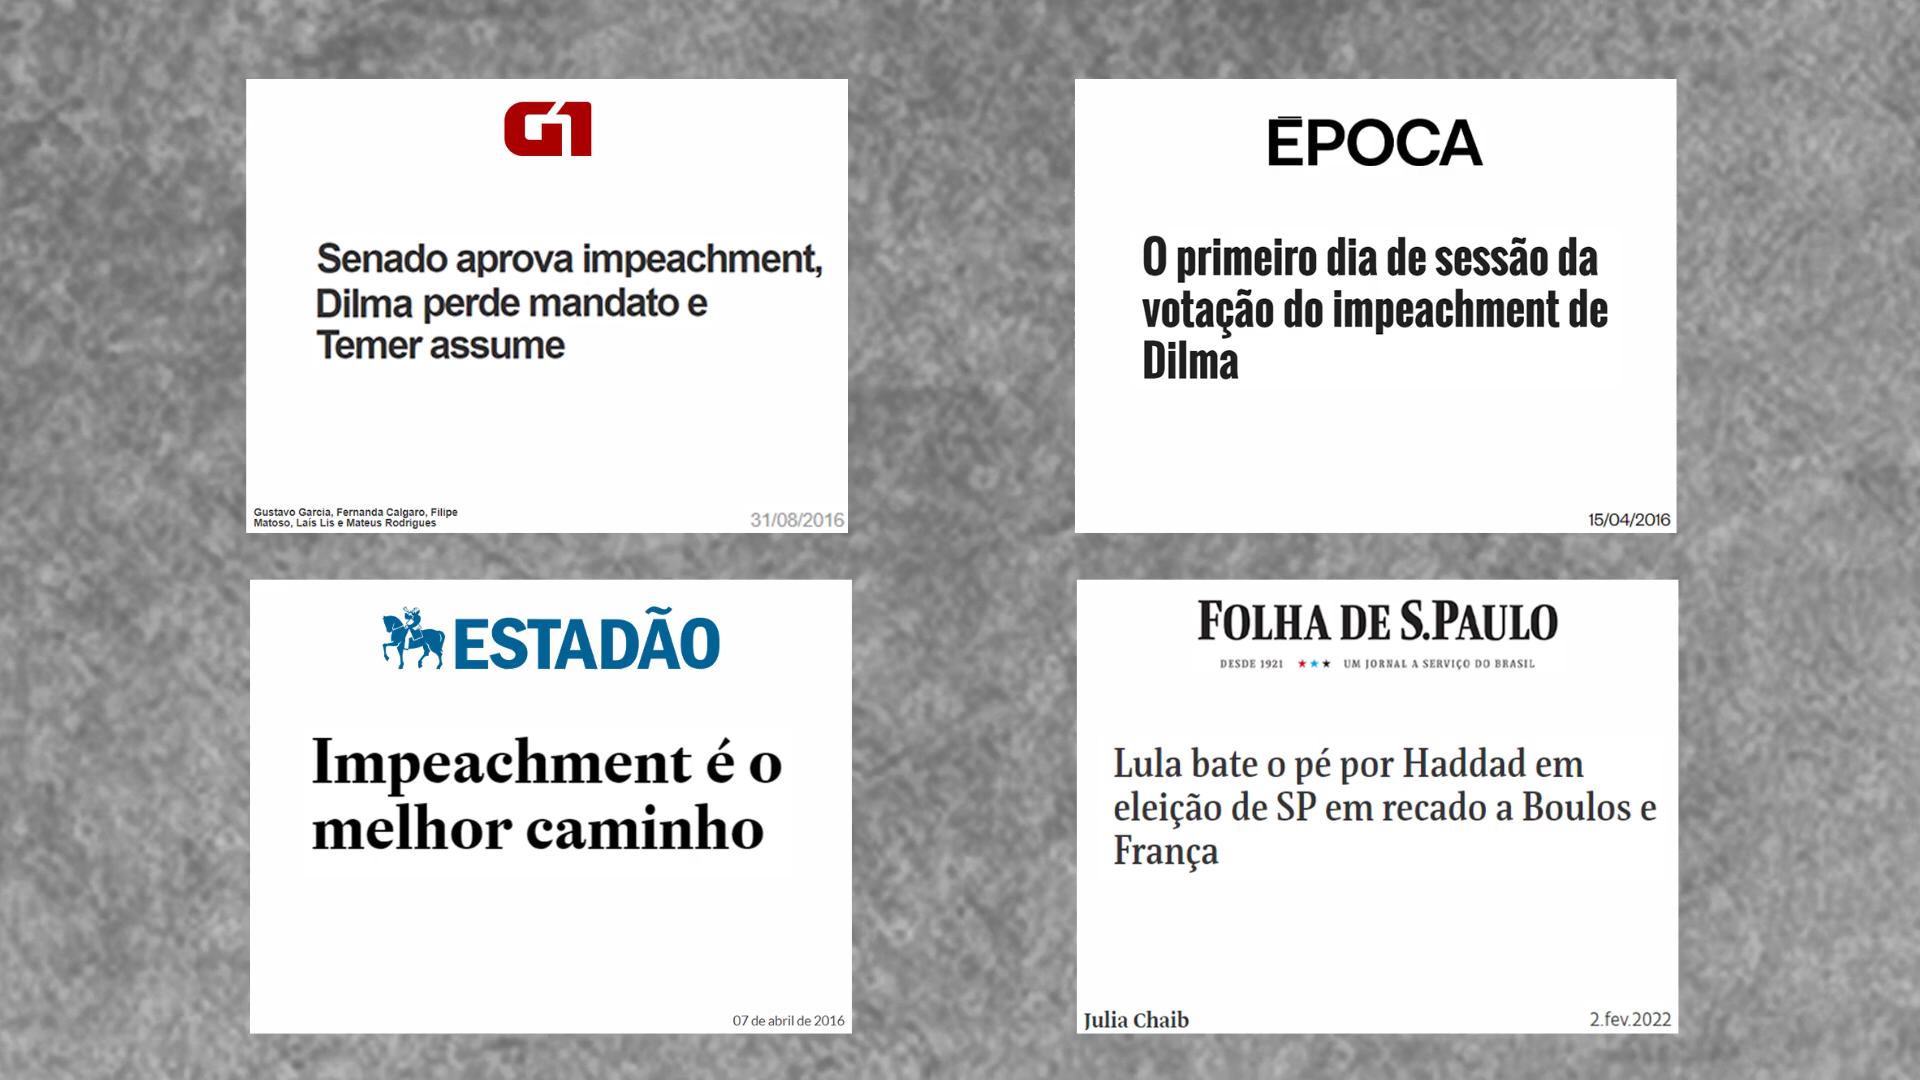 G1
Senado aprova impeachment,
Dilma perde mandato e
Temer assume
Gustavo Garcia, Fernanda Calgaro, Filipe
Matoso, Laís Lis e Mateus Rodrigues
31/08/2016
ÉPOCA
O primeiro dia de sessão da
votação do impeachment de
Dilma
15/04/2016
ESTADÃO
Impeachment é o
melhor caminho
07 de abril de 2016
FOLHA DE S.PAULO
DESDE 1921 ★★★ UM JORNAL A SERVIÇO DO BRASIL
Lula bate o pé por Haddad em
eleição de SP em recado a Boulos e
França
Julia Chaib
2.fev.2022